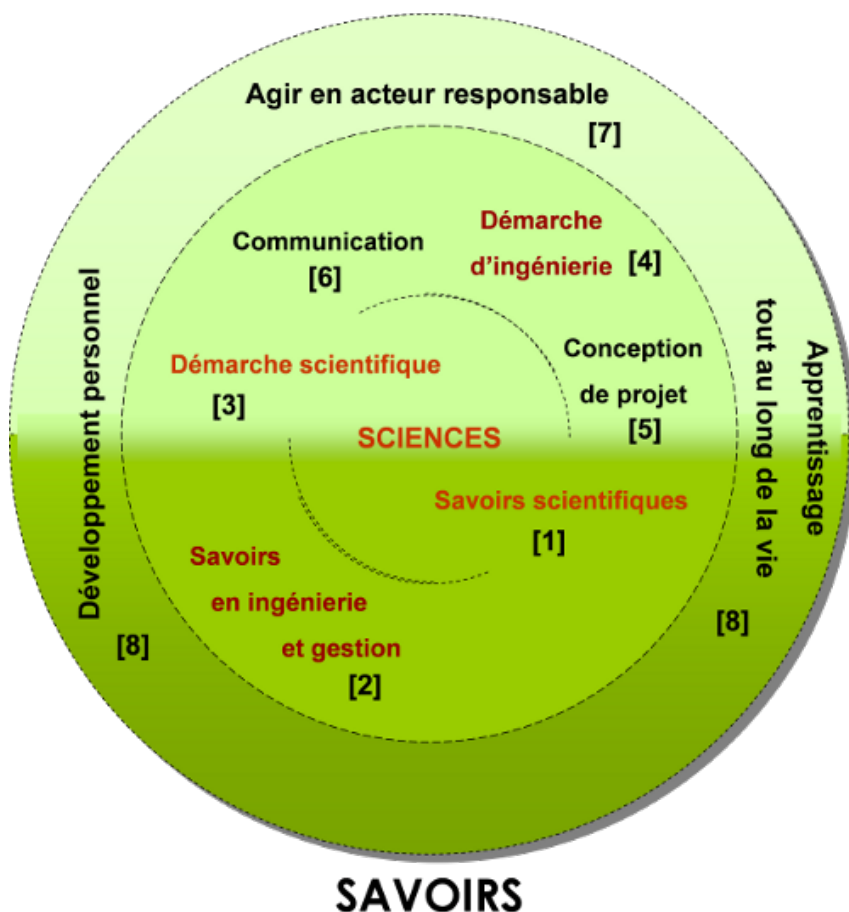 Agir en acteur responsable
[7]
Communication
[6]
Démarche
d'ingénierie [4]
Développement personnel
[8]
Démarche scientifique
[3]
Conception
de projet
[5]
Apprentissage
tout au long de la vie
[8]
SCIENCES
Savoirs scientifiques
[1]
Savoirs
en ingénierie
et gestion
[2]
SAVOIRS